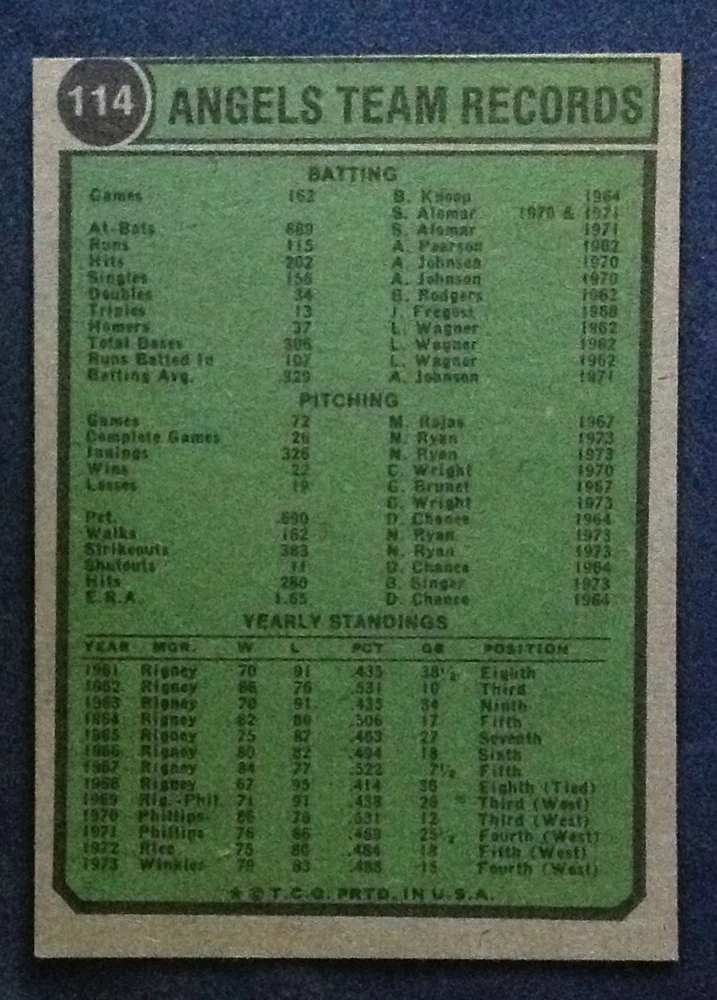 114 ANGELS TEAM RECORDS
BATTING
Games 162 B. Knoop 1964
S. Alomar 1970 & 1971
At-Bats 689 S. Alomar 1971
Runs 115 A. Pearson 1962
Hits 202 A. Johnson 1970
Singles 156 A. Johnson 1970
Doubles 34 B. Rodgers 1962
Triples 13 J. Fregosi 1968
Homers 37 L. Wagner 1962
Total Bases 306 L. Wagner 1962
Runs Batted In 107 L. Wagner 1962
Batting Avg. .329 A. Johnson 1971
PITCHING
Games 72 M. Rojas 1967
Complete Games 26 N. Ryan 1973
Innings 326 N. Ryan 1973
Wins 22 C. Wright 1970
Losses 19 G. Brunet 1967
C. Wright 1973
Pct. .690 D. Chance 1964
Walks 162 N. Ryan 1973
Strikeouts 383 N. Ryan 1973
Shutouts 11 D. Chance 1964
Hits 280 B. Singer 1973
E.R.A. 1.65 D. Chance 1964
YEARLY STANDINGS
YEAR MGR. W L PCT GB POSITION
1961 Rigney 70 91 .435 38½ Eighth
1962 Rigney 86 76 .531 10 Third
1963 Rigney 70 91 .435 34 Ninth
1964 Rigney 82 80 .506 17 Fifth
1965 Rigney 75 87 .463 27 Seventh
1966 Rigney 80 82 .494 18 Sixth
1967 Rigney 84 77 .522 7½ Fifth
1968 Rigney 67 95 .414 36 Eighth (Tied)
1969 Rig.-Phil. 71 91 .438 26 Third (West)
1970 Phillips 86 76 .531 12 Third (West)
1971 Phillips 76 86 .469 25½ Fourth (West)
1972 Rice 75 80 .484 18 Fifth (West)
1973 Winkles 79 83 .488 15 Fourth (West)
★ © T.C.G. PRTD. IN U.S.A.